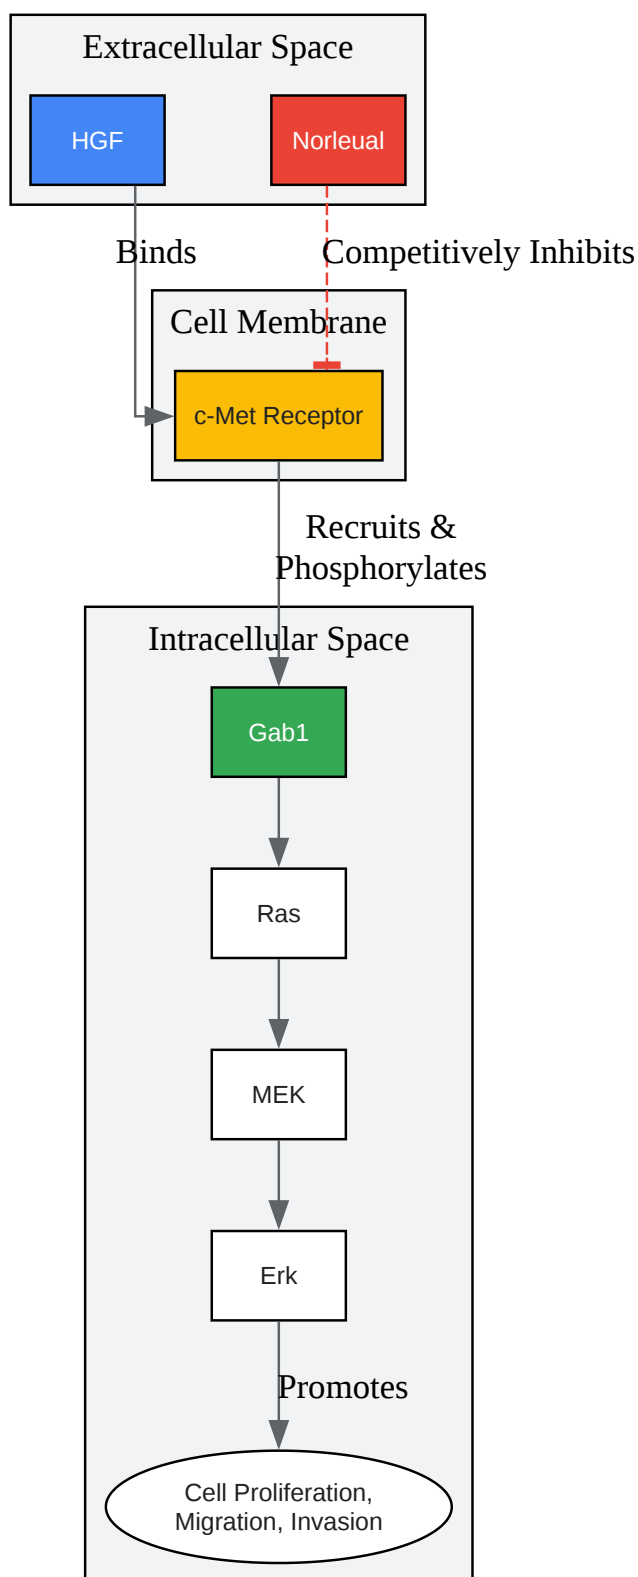 Extracellular Space
HGF
Norleual
Binds
Competitively Inhibits
Cell Membrane
c-Met Receptor
Recruits &
Phosphorylates
Intracellular Space
Gab1
Ras
MEK
Erk
Promotes
Cell Proliferation,
Migration, Invasion